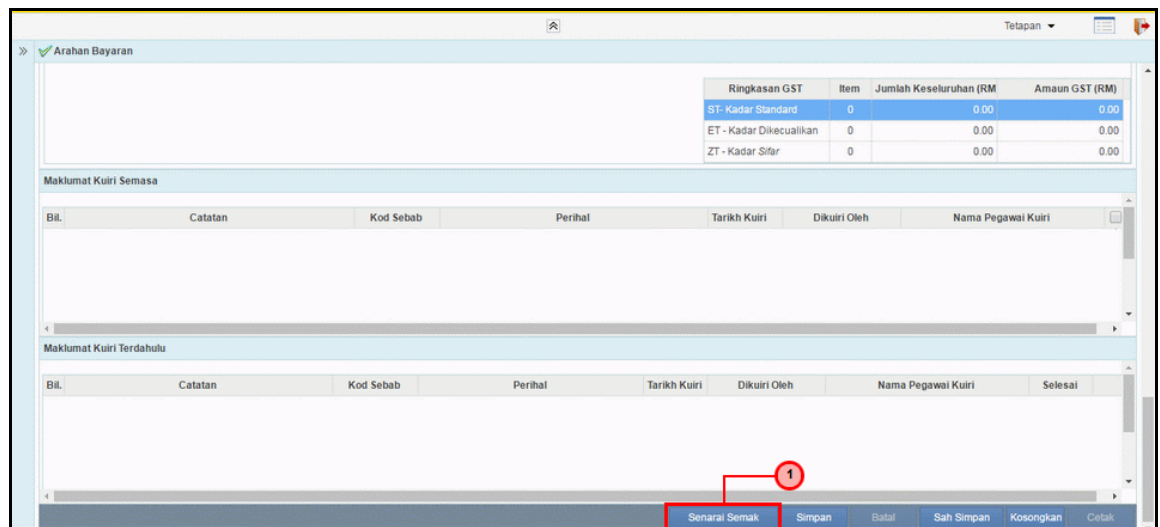 Tetapan
Arahan Bayaran
Ringkasan GST Item Jumlah Keseluruhan (RM Amaun GST (RM)
ST- Kadar Standard 0 0.00 0.00
ET - Kadar Dikecualikan 0 0.00 0.00
ZT - Kadar Sifar 0 0.00 0.00
Maklumat Kuiri Semasa
Bil. Catatan Kod Sebab Perihal Tarikh Kuiri Dikuiri Oleh Nama Pegawai Kuiri
Maklumat Kuiri Terdahulu
Bil. Catatan Kod Sebab Perihal Tarikh Kuiri Dikuiri Oleh Nama Pegawai Kuiri Selesai
1
Senarai Semak Simpan Batal Sah Simpan Kosongkan Cetak